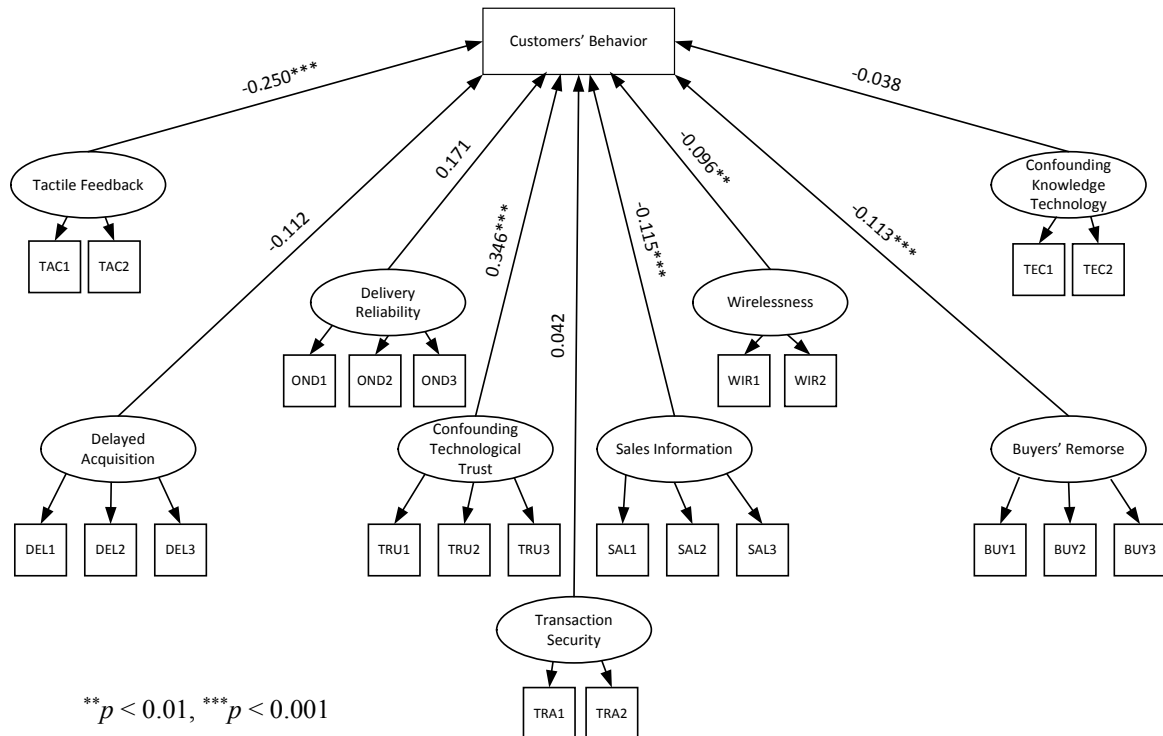 Customers’ Behavior
-0.250***
-0.038
0.171
-0.096**
Tactile Feedback
Confounding
Knowledge
Technology
-0.112
0.346***
-0.115***
-0.113***
TAC1
TAC2
TEC1
TEC2
Delivery
Reliability
Wirelessness
0.042
OND1
OND2
OND3
WIR1
WIR2
Delayed
Acquisition
Confounding
Technological
Trust
Sales Information
Buyers’ Remorse
DEL1
DEL2
DEL3
TRU1
TRU2
TRU3
SAL1
SAL2
SAL3
BUY1
BUY2
BUY3
Transaction
Security
TRA1
TRA2
**p < 0.01, ***p < 0.001